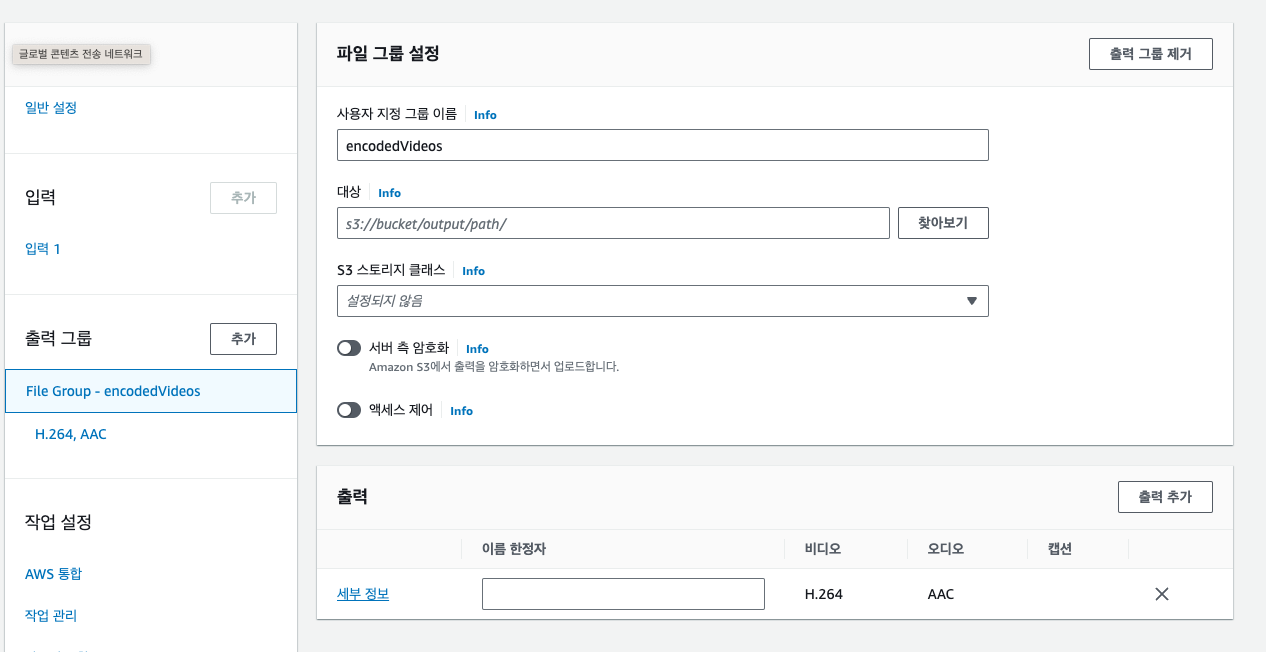 글로벌 콘텐츠 전송 네트워크
일반 설정
입력
추가
입력 1
출력 그룹
추가
File Group - encodedVideos
H.264, AAC
작업 설정
AWS 통합
작업 관리
파일 그룹 설정
출력 그룹 제거
사용자 지정 그룹 이름 Info
encodedVideos
대상 Info
s3://bucket/output/path/
찾아보기
S3 스토리지 클래스 Info
설정되지 않음
서버 측 암호화 Info
Amazon S3에서 출력을 암호화하면서 업로드합니다.
액세스 제어 Info
출력
출력 추가
이름 한정자 비디오 오디오 캡션
세부 정보 H.264 AAC